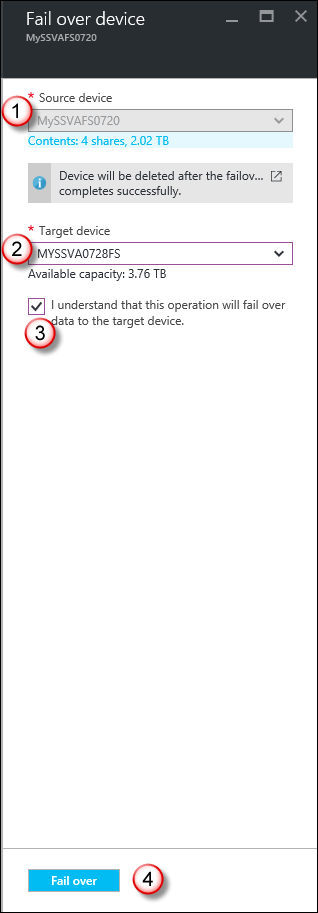 Fail over device
MySSVAFS0720
* Source device
1
MySSVAFS0720
Contents: 4 shares, 2.02 TB
Device will be deleted after the failov...
completes successfully.
* Target device
2
MYSSVA0728FS
Available capacity: 3.76 TB
I understand that this operation will fail over
data to the target device.
3
Fail over
4